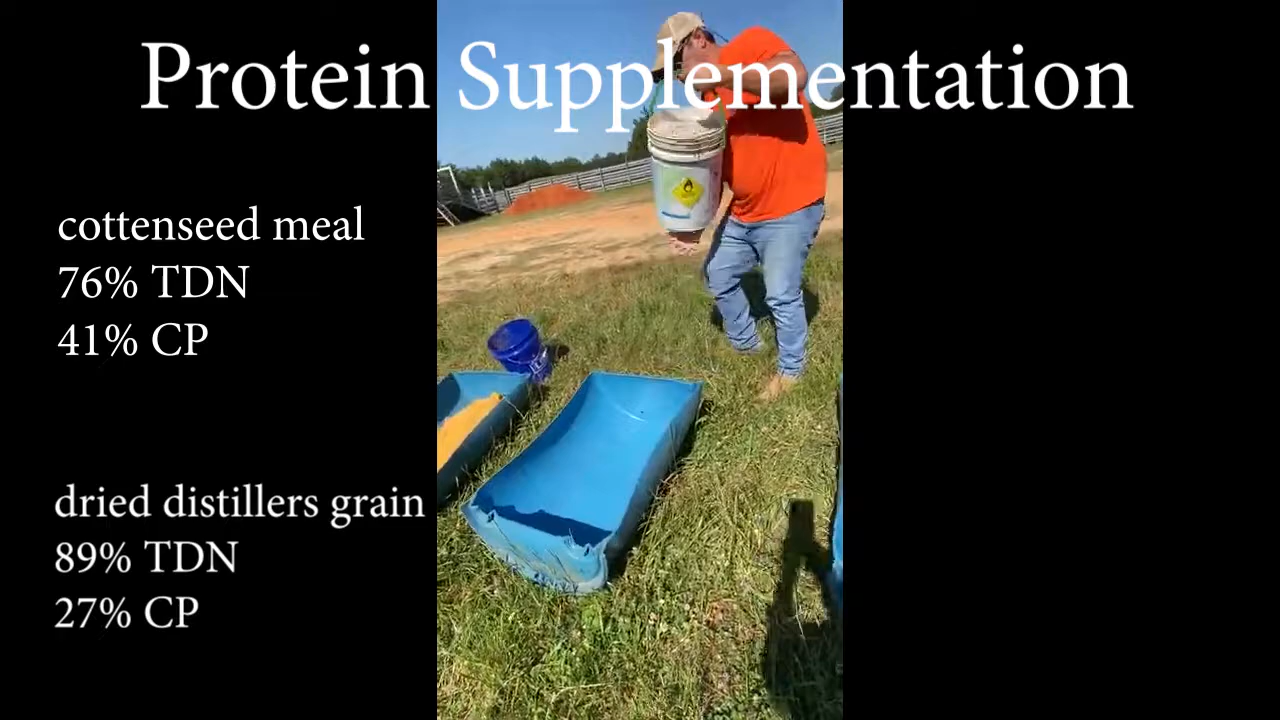 Protein Supplementation
cottenseed meal
76% TDN
41% CP
dried distillers grain
89% TDN
27% CP